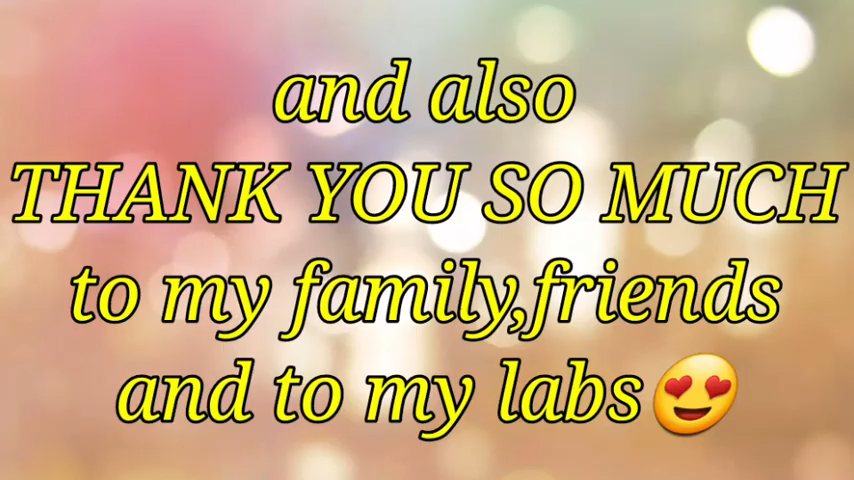 and also
THANK YOU SO MUCH
to my family,friends
and to my labs😍